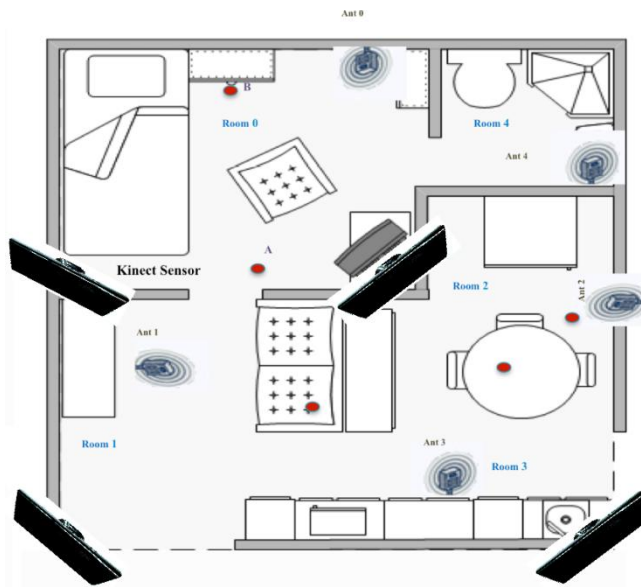 Ant 0
B
Room 0
Room 4
Ant 4
A
Kinect Sensor
Room 2
Ant 2
Ant 1
Room 1
Ant 3
Room 3